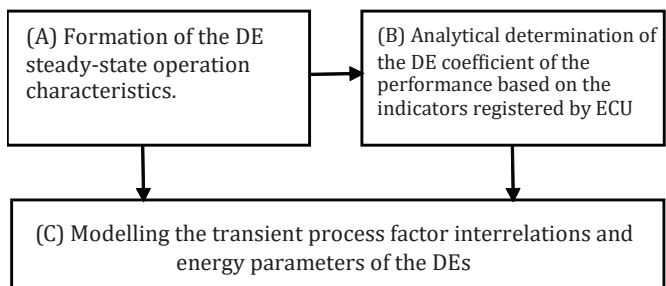 (A) Formation of the DE
steady-state operation
characteristics.
(B) Analytical determination of
the DE coefficient of the
performance based on the
indicators registered by ECU
(C) Modelling the transient process factor interrelations and
energy parameters of the DEs